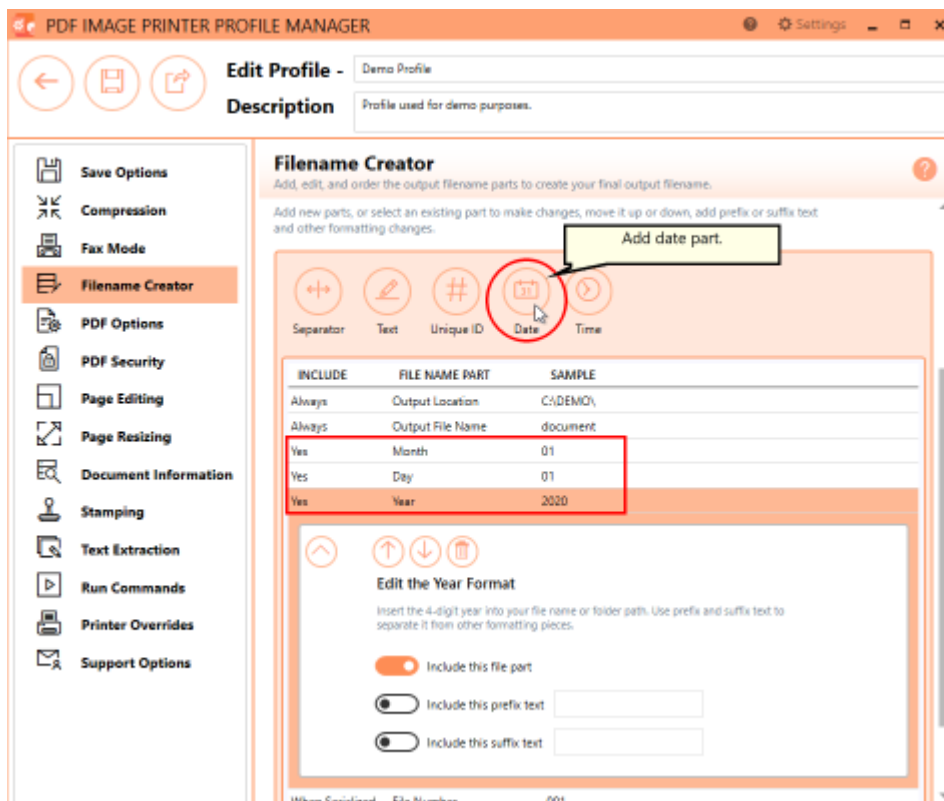 PDF IMAGE PRINTER PROFILE MANAGER
Settings
Edit Profile - Demo Profile
Description Profile used for demo purposes.
Save Options
Compression
Fax Mode
Filename Creator
PDF Options
PDF Security
Page Editing
Page Resizing
Document Information
Stamping
Text Extraction
Run Commands
Printer Overrides
Support Options
Filename Creator
Add, edit, and order the output filename parts to create your final output filename.
Add new parts, or select an existing part to make changes, move it up or down, add prefix or suffix text
and other formatting changes.
Add date part.
Separator Text Unique ID Date Time
INCLUDE FILE NAME PART SAMPLE
Always Output Location C:\DEMO\
Always Output File Name document
Yes Month 01
Yes Day 01
Yes Year 2020
Edit the Year Format
Insert the 4-digit year into your file name or folder path. Use prefix and suffix text to
separate it from other formatting pieces.
Include this file part
Include this prefix text
Include this suffix text
When Serialized File Number 001